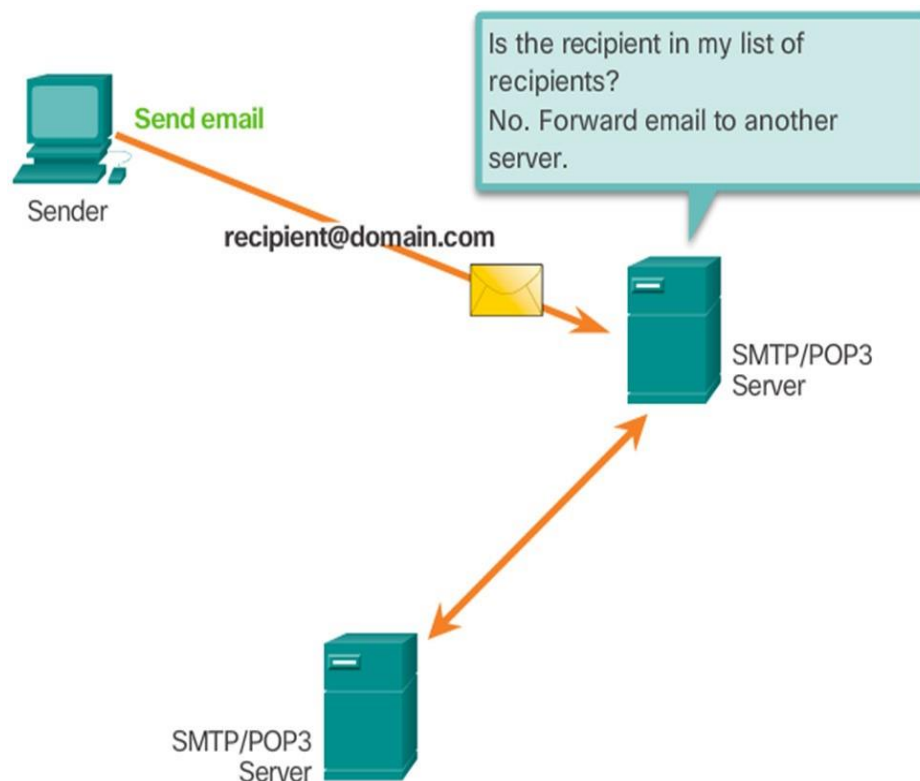 Is the recipient in my list of
recipients?
No. Forward email to another
server.
Send email
Sender
recipient@domain.com
SMTP/POP3
Server
SMTP/POP3
Server